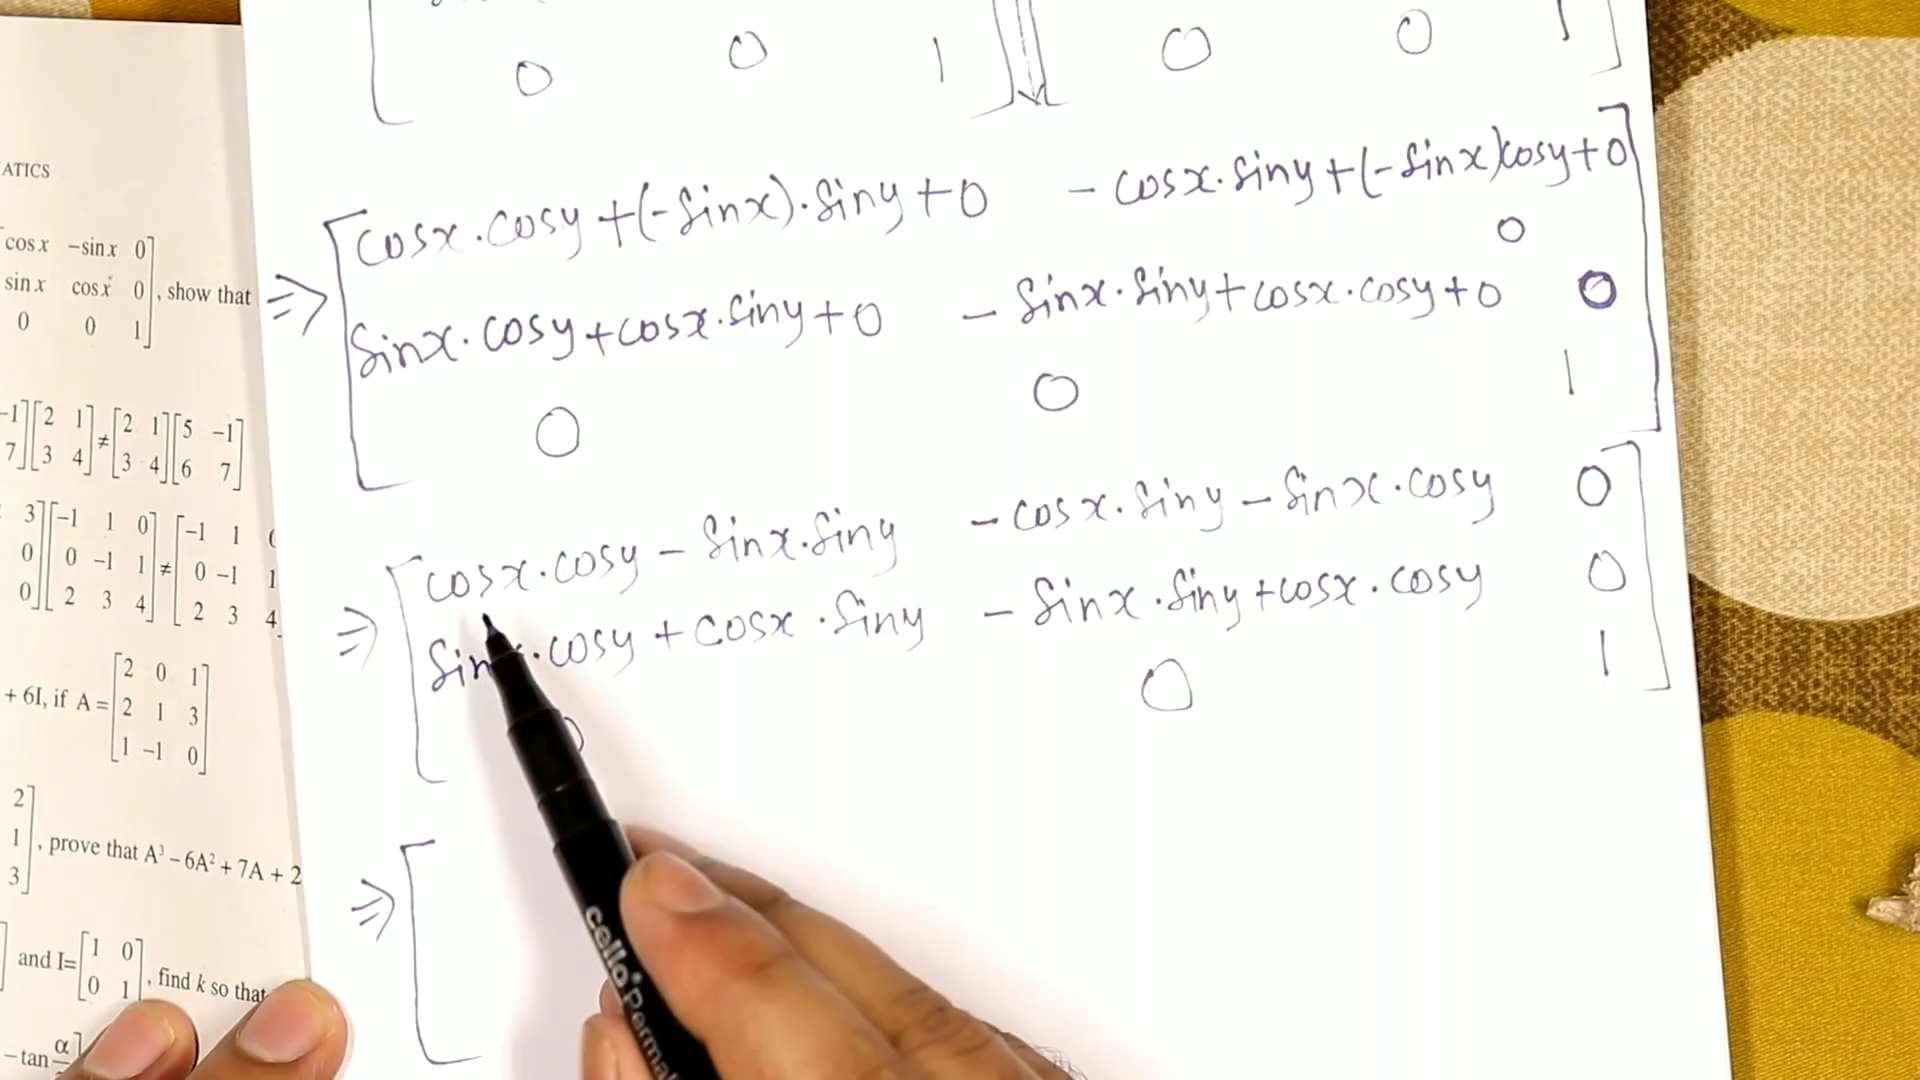 ATICS
cos x −sin x 0
sin x cos x 0 , show that
0 0 1
−1] [2 1] ≠ [2 1] [5 −1]
7] [3 4] [3 4] [6 7]
3] [−1 1 0] ≠ [−1 1
0] [0 −1 1] [0 −1 1
0] [2 3 4] [2 3 4
2 0 1
+ 6I, if A = 2 1 3
1 −1 0
2
1 , prove that A³ − 6A² + 7A + 2
3
and I= [1 0] , find k so that
[0 1]
−tan α
0 0 1 0 0 1
⇒ [cosx·cosy+(-sinx)·siny+0 -cosx·siny+(-sinx)cosy+0
0
sinx·cosy+cosx·siny+0 -sinx·siny+cosx·cosy+0 0
0 0 1]
⇒ [cosx·cosy-sinx·siny -cosx·siny-sinx·cosy 0
sin ·cosy+cosx·siny -sinx·siny+cosx·cosy 0
0 1]
⇒ [
cello Perma